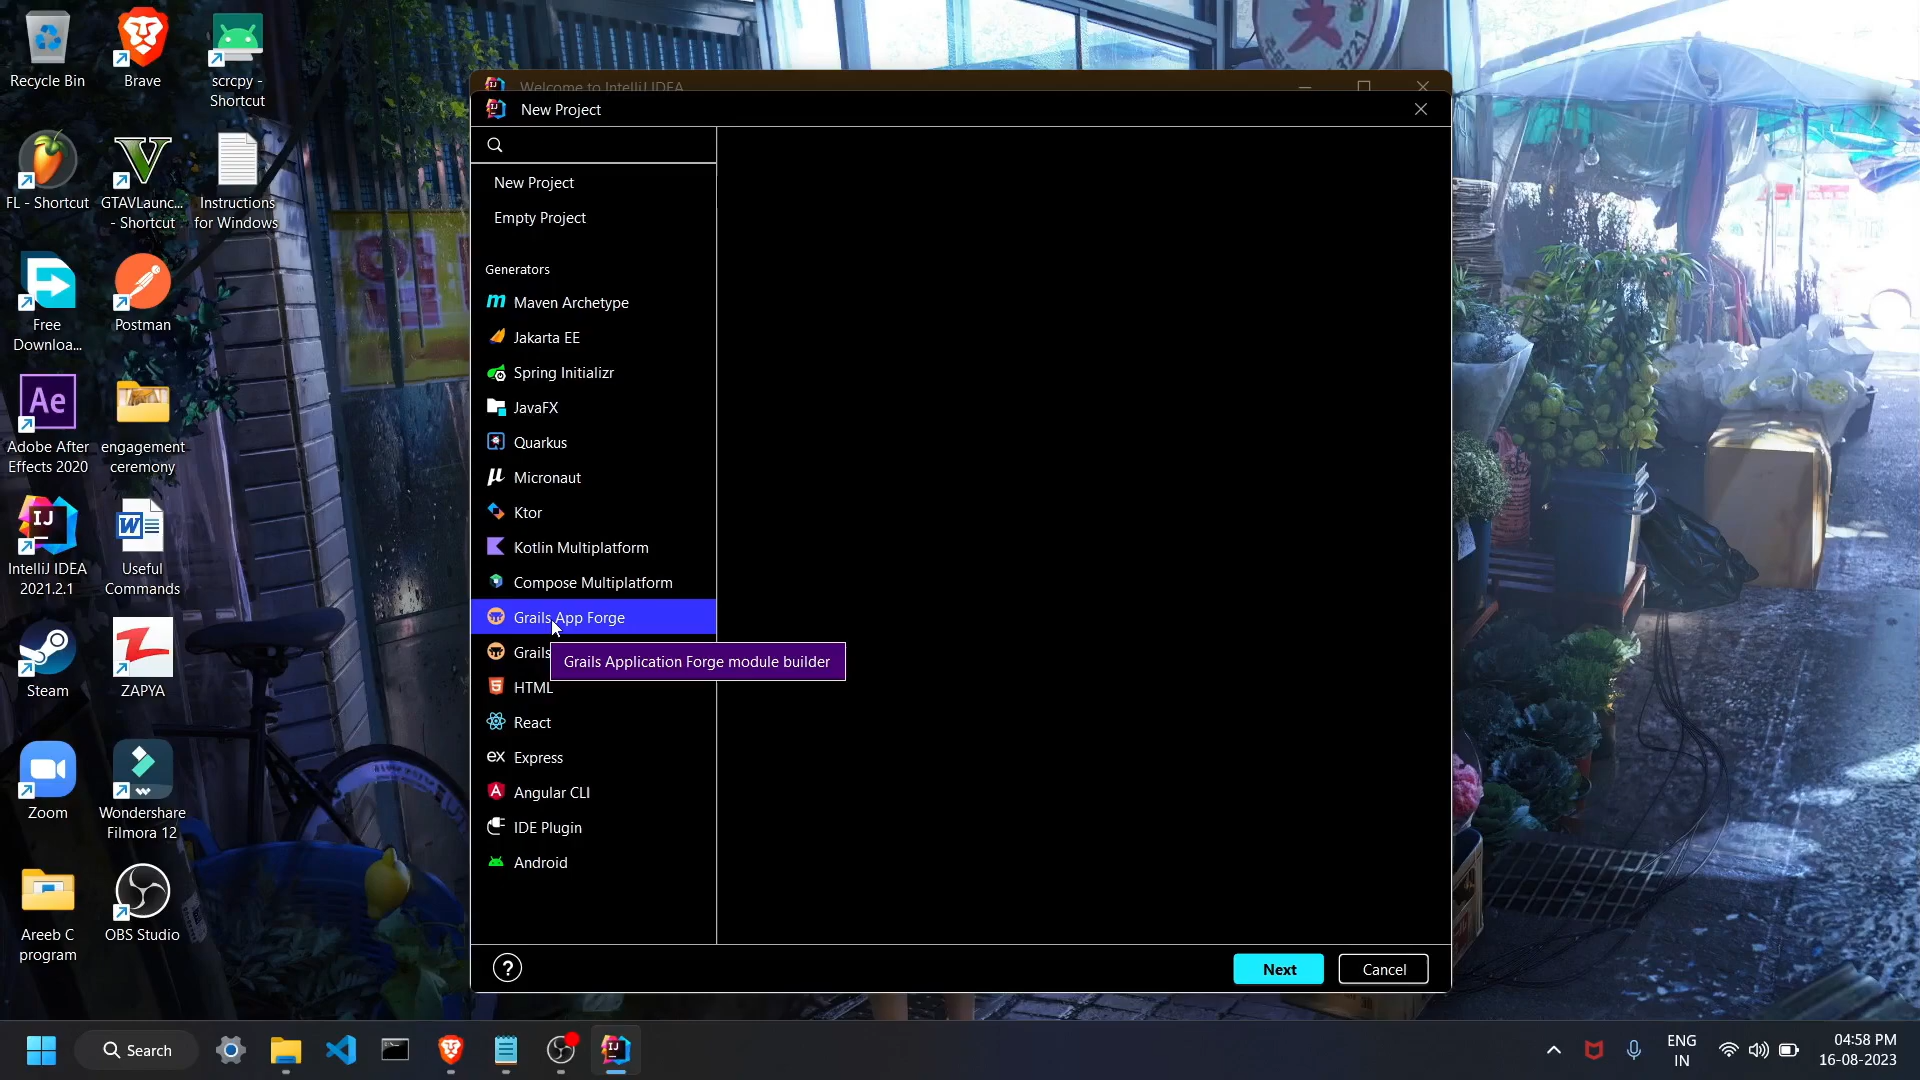 Recycle Bin
Brave
scrcpy -
Shortcut
FL - Shortcut
GTAVLaunc...
- Shortcut
Instructions
for Windows
Free
Downloa...
Postman
Adobe After
Effects 2020
engagement
ceremony
IntelliJ IDEA
2021.2.1
Useful
Commands
Steam
ZAPYA
Zoom
Wondershare
Filmora 12
Areeb C
program
OBS Studio
Welcome to IntelliJ IDEA
New Project
New Project
Empty Project
Generators
Maven Archetype
Jakarta EE
Spring Initializr
JavaFX
Quarkus
Micronaut
Ktor
Kotlin Multiplatform
Compose Multiplatform
Grails App Forge
Grails
Grails Application Forge module builder
HTML
React
Express
Angular CLI
IDE Plugin
Android
?
Next
Cancel
Search
ENG
IN
04:58 PM
16-08-2023